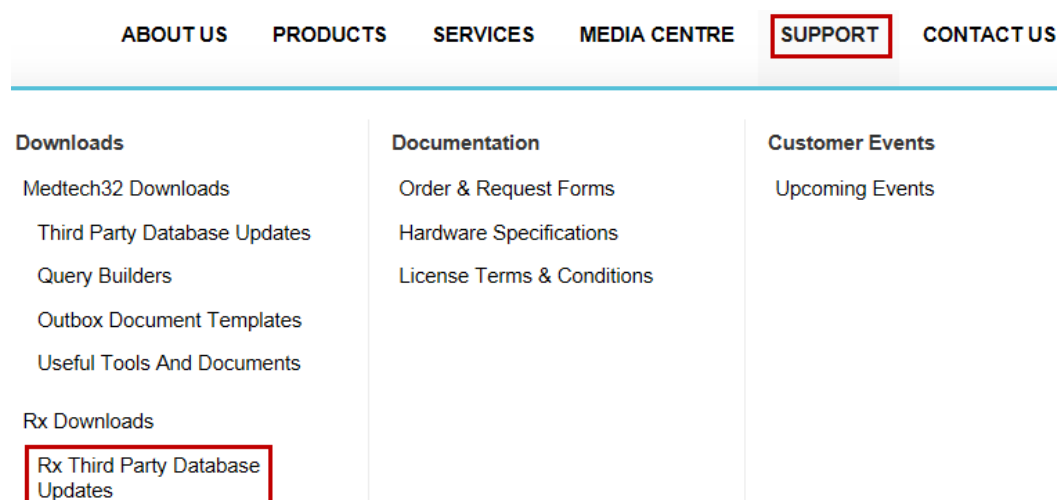 ABOUT US PRODUCTS SERVICES MEDIA CENTRE SUPPORT CONTACT US
Downloads
Medtech32 Downloads
Third Party Database Updates
Query Builders
Outbox Document Templates
Useful Tools And Documents
Rx Downloads
Rx Third Party Database
Updates
Documentation
Order & Request Forms
Hardware Specifications
License Terms & Conditions
Customer Events
Upcoming Events